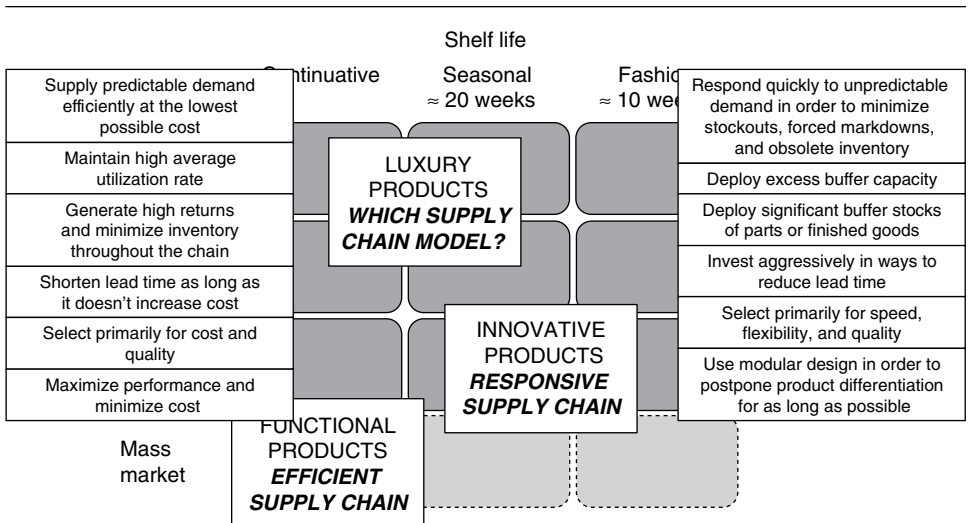 Shelf life
Continuative
Seasonal
≈ 20 weeks
Fashion
≈ 10 weeks
Supply predictable demand
efficiently at the lowest
possible cost
Maintain high average
utilization rate
Generate high returns
and minimize inventory
throughout the chain
Shorten lead time as long as
it doesn’t increase cost
Select primarily for cost and
quality
Maximize performance and
minimize cost
LUXURY
PRODUCTS
WHICH SUPPLY
CHAIN MODEL?
INNOVATIVE
PRODUCTS
RESPONSIVE
SUPPLY CHAIN
Respond quickly to unpredictable
demand in order to minimize
stockouts, forced markdowns,
and obsolete inventory
Deploy excess buffer capacity
Deploy significant buffer stocks
of parts or finished goods
Invest aggressively in ways to
reduce lead time
Select primarily for speed,
flexibility, and quality
Use modular design in order to
postpone product differentiation
for as long as possible
Mass
market
FUNCTIONAL
PRODUCTS
EFFICIENT
SUPPLY CHAIN